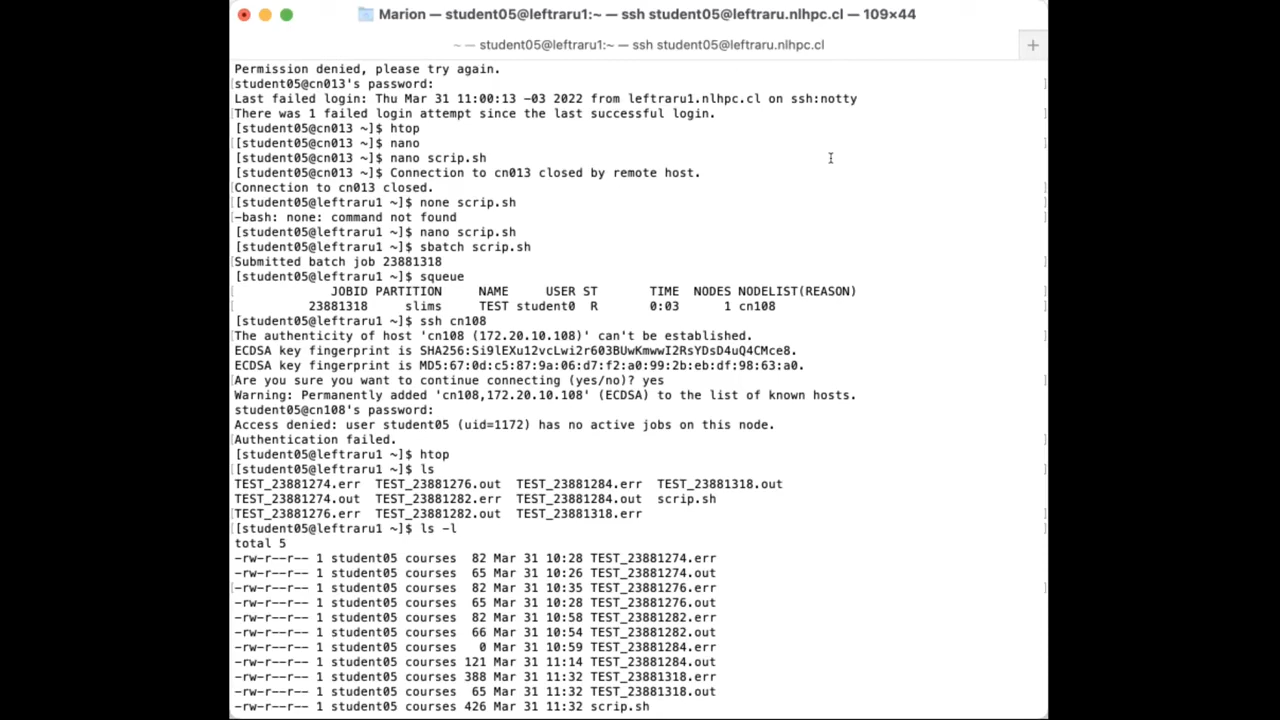 Marion — student05@leftraru1:~ — ssh student05@leftraru.nlhpc.cl — 109×44
~ — student05@leftraru1:~ — ssh student05@leftraru.nlhpc.cl
Permission denied, please try again.
[student05@cn013's password:
Last failed login: Thu Mar 31 11:00:13 -03 2022 from leftraru1.nlhpc.cl on ssh:notty
There was 1 failed login attempt since the last successful login.
[student05@cn013 ~]$ htop
[student05@cn013 ~]$ nano
[student05@cn013 ~]$ nano scrip.sh
[student05@cn013 ~]$ Connection to cn013 closed by remote host.
Connection to cn013 closed.
[student05@leftraru1 ~]$ none scrip.sh
-bash: none: command not found
[student05@leftraru1 ~]$ nano scrip.sh
[student05@leftraru1 ~]$ sbatch scrip.sh
Submitted batch job 23881318
[student05@leftraru1 ~]$ squeue
JOBID PARTITION NAME USER ST TIME NODES NODELIST(REASON)
23881318 slims TEST student0 R 0:03 1 cn108
[student05@leftraru1 ~]$ ssh cn108
The authenticity of host 'cn108 (172.20.10.108)' can't be established.
ECDSA key fingerprint is SHA256:Si9lEXu12vcLwi2r603BUwKmwwI2RsYDsD4uQ4CMce8.
ECDSA key fingerprint is MD5:67:0d:c5:87:9a:06:d7:f2:a0:99:2b:eb:df:98:63:a0.
Are you sure you want to continue connecting (yes/no)? yes
Warning: Permanently added 'cn108,172.20.10.108' (ECDSA) to the list of known hosts.
student05@cn108's password:
Access denied: user student05 (uid=1172) has no active jobs on this node.
Authentication failed.
[student05@leftraru1 ~]$ htop
[student05@leftraru1 ~]$ ls
TEST_23881274.err TEST_23881276.out TEST_23881284.err TEST_23881318.out
TEST_23881274.out TEST_23881282.err TEST_23881284.out scrip.sh
TEST_23881276.err TEST_23881282.out TEST_23881318.err
[student05@leftraru1 ~]$ ls -l
total 5
-rw-r--r-- 1 student05 courses 82 Mar 31 10:28 TEST_23881274.err
-rw-r--r-- 1 student05 courses 65 Mar 31 10:26 TEST_23881274.out
-rw-r--r-- 1 student05 courses 82 Mar 31 10:35 TEST_23881276.err
-rw-r--r-- 1 student05 courses 65 Mar 31 10:28 TEST_23881276.out
-rw-r--r-- 1 student05 courses 82 Mar 31 10:58 TEST_23881282.err
-rw-r--r-- 1 student05 courses 66 Mar 31 10:54 TEST_23881282.out
-rw-r--r-- 1 student05 courses 0 Mar 31 10:59 TEST_23881284.err
-rw-r--r-- 1 student05 courses 121 Mar 31 11:14 TEST_23881284.out
-rw-r--r-- 1 student05 courses 388 Mar 31 11:32 TEST_23881318.err
-rw-r--r-- 1 student05 courses 65 Mar 31 11:32 TEST_23881318.out
-rw-r--r-- 1 student05 courses 426 Mar 31 11:32 scrip.sh